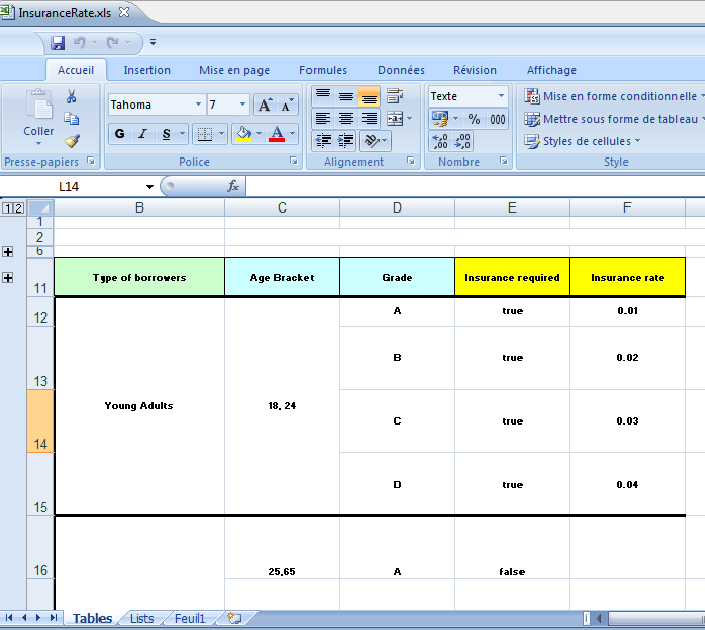 InsuranceRate.xls
Accueil Insertion Mise en page Formules Données Révision Affichage
Coller
Tahoma 7
G I S
Texte
% 000
,00 ,00
Mise en forme conditionnelle
Mettre sous forme de tableau
Styles de cellules
Presse-papiers Police Alignement Nombre Style
L14 fx
1 2 B C D E F
1
2
6
11 Type of borrowers Age Bracket Grade Insurance required Insurance rate
12 A true 0.01
13 B true 0.02
Young Adults 18, 24
14 C true 0.03
15 D true 0.04
16 25,65 A false
Tables Lists Feuil1